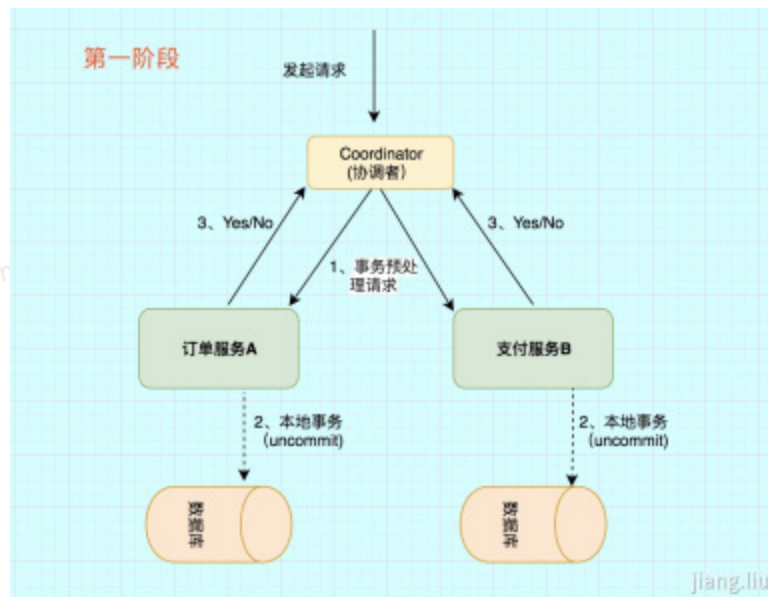 第一阶段
发起请求
Coordinator
(协调者)
3、Yes/No
3、Yes/No
1、事务预处
理请求
订单服务A
支付服务B
2、本地事务
(uncommit)
2、本地事务
(uncommit)
数据库
数据库
jiang.liu